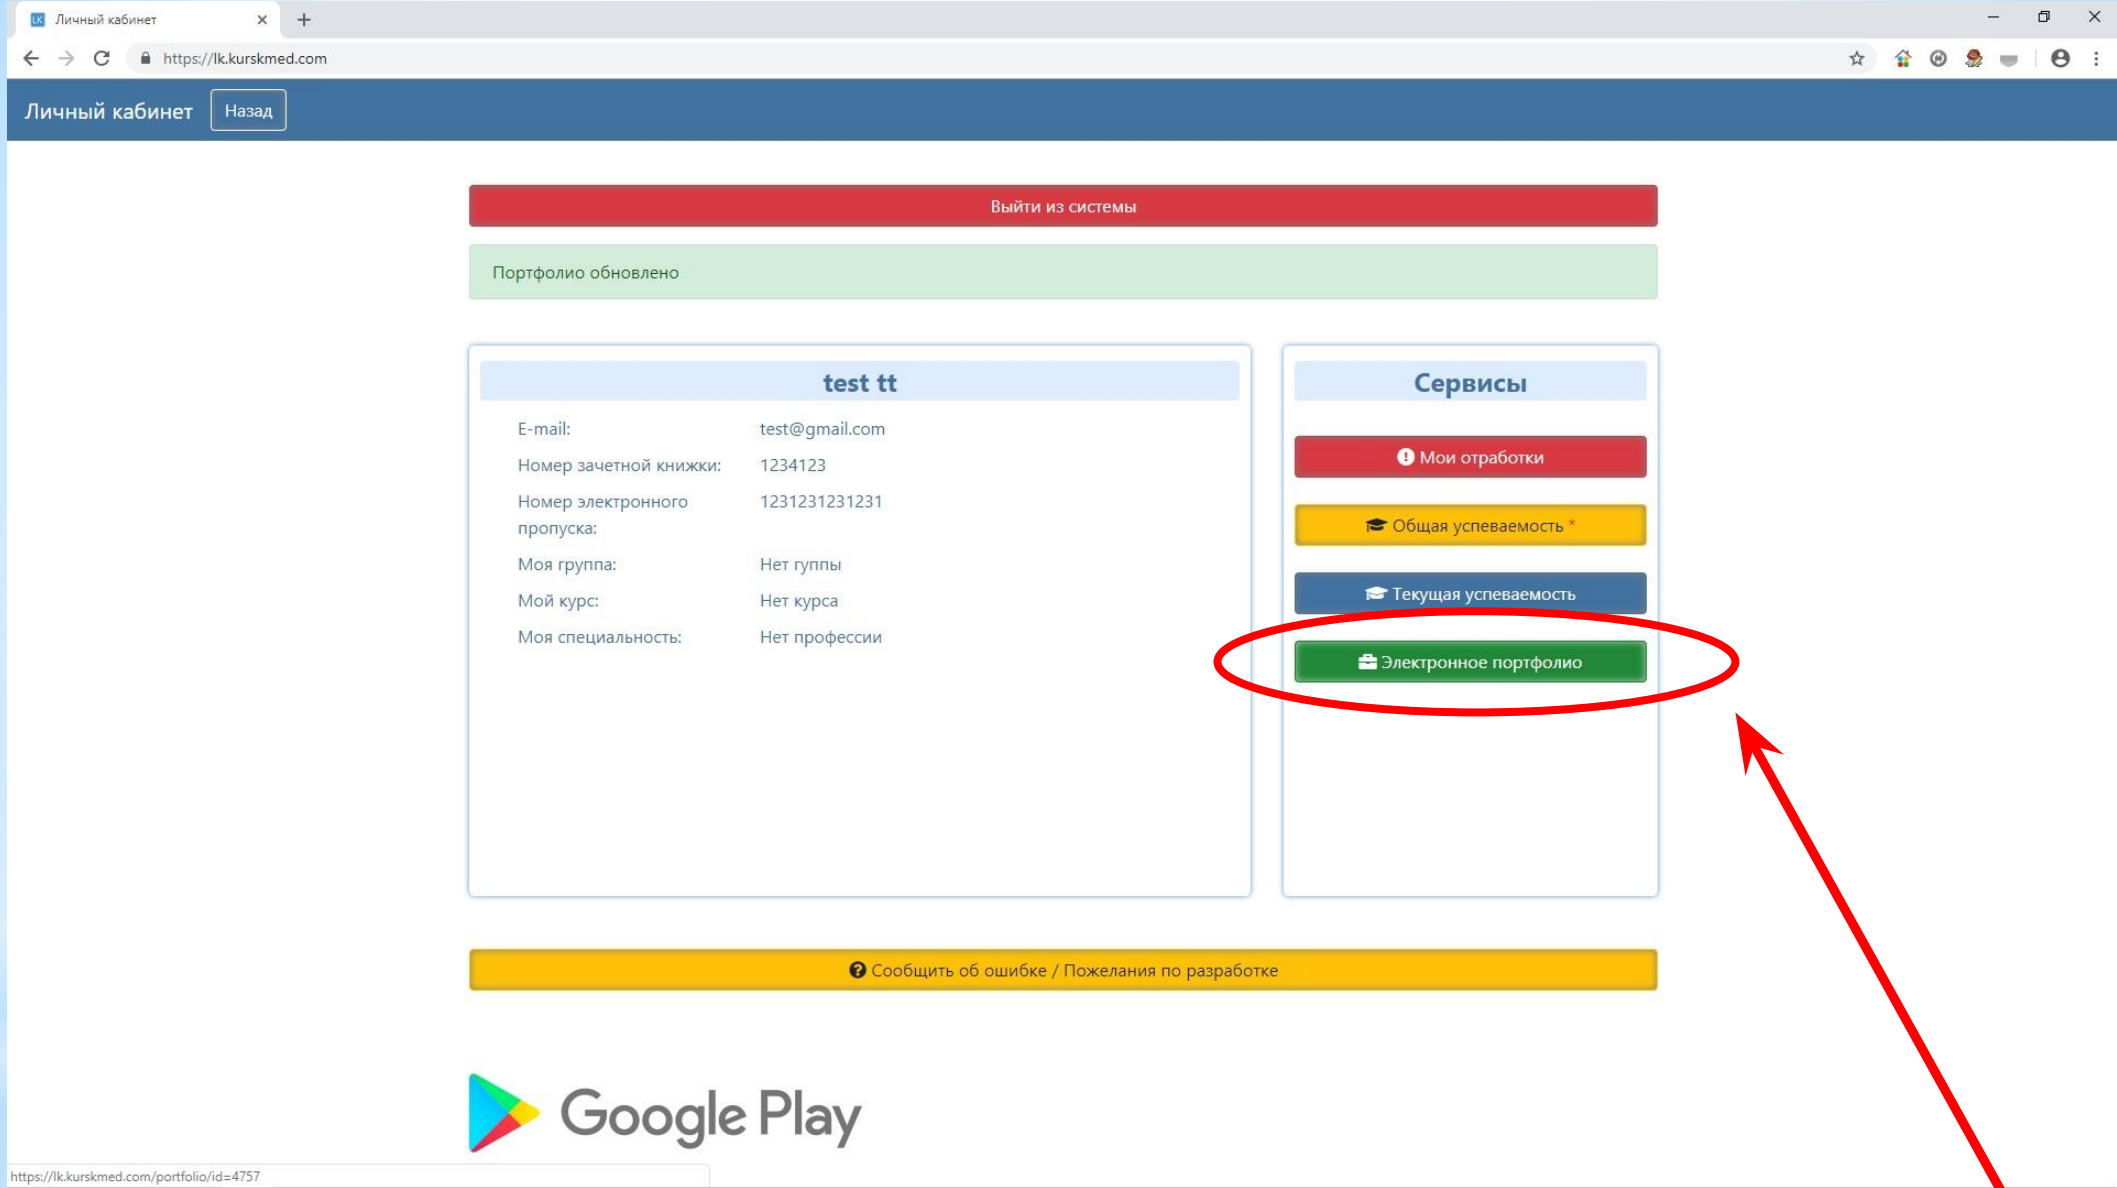 Личный кабинет
https://lk.kurskmed.com
Личный кабинет Назад
Выйти из системы
Портфолио обновлено
test tt
E-mail: test@gmail.com
Номер зачетной книжки: 1234123
Номер электронного 1231231231231
пропуска:
Моя группа: Нет гуппы
Мой курс: Нет курса
Моя специальность: Нет профессии
Сервисы
Мои отработки
Общая успеваемость *
Текущая успеваемость
Электронное портфолио
Сообщить об ошибке / Пожелания по разработке
Google Play
https://lk.kurskmed.com/portfolio/id=4757